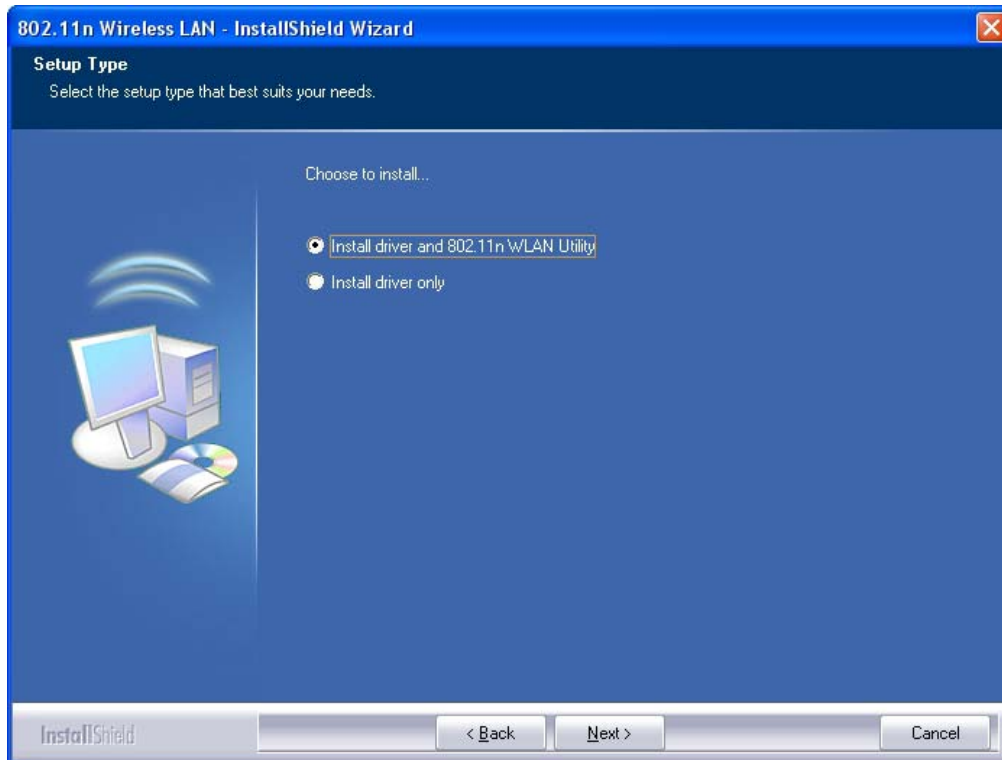 802.11n Wireless LAN - InstallShield Wizard
Setup Type
Select the setup type that best suits your needs.
Choose to install...
Install driver and 802.11n WLAN Utility
Install driver only
InstallShield
< Back
Next >
Cancel